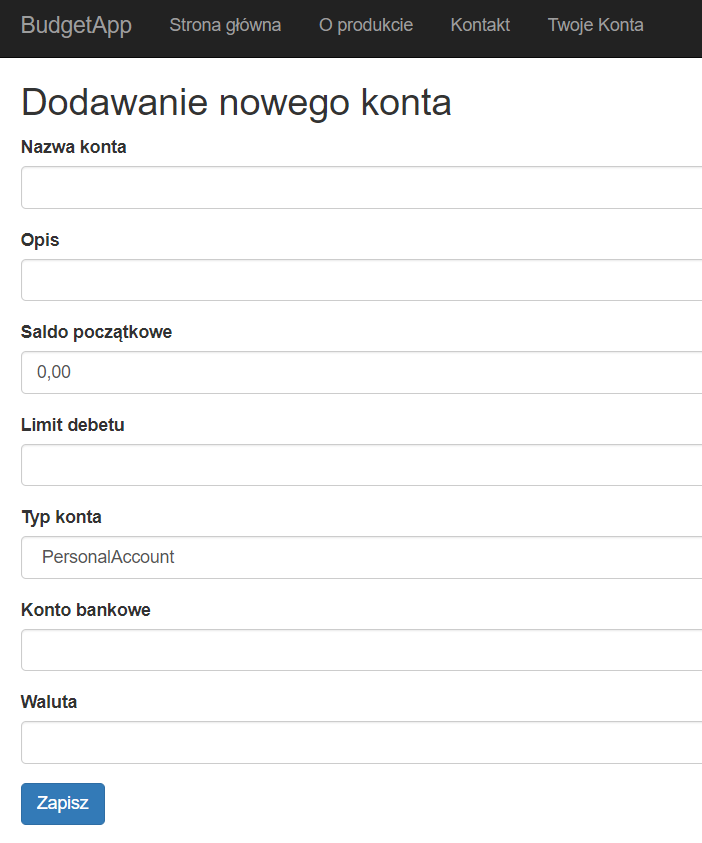 BudgetApp Strona główna O produkcie Kontakt Twoje Konta
Dodawanie nowego konta
Nazwa konta
Opis
Saldo początkowe
0,00
Limit debetu
Typ konta
PersonalAccount
Konto bankowe
Waluta
Zapisz